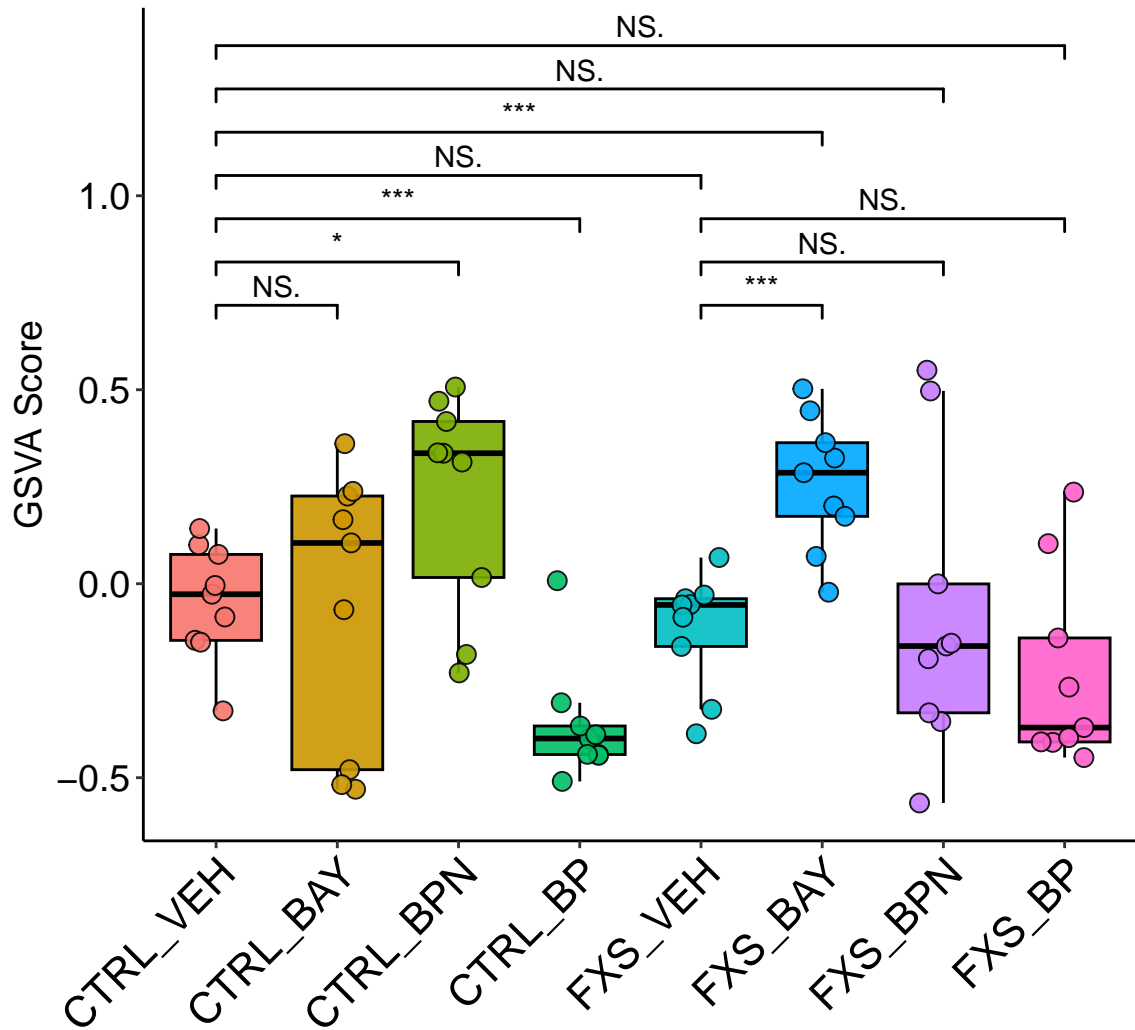 NS.
NS.
***
NS.
***
NS.
*
NS.
NS.
***
1.0
0.5
0.0
−0.5
GSVA Score
CTRL_VEH
CTRL_BAY
CTRL_BPN
CTRL_BP
FXS_VEH
FXS_BAY
FXS_BPN
FXS_BP